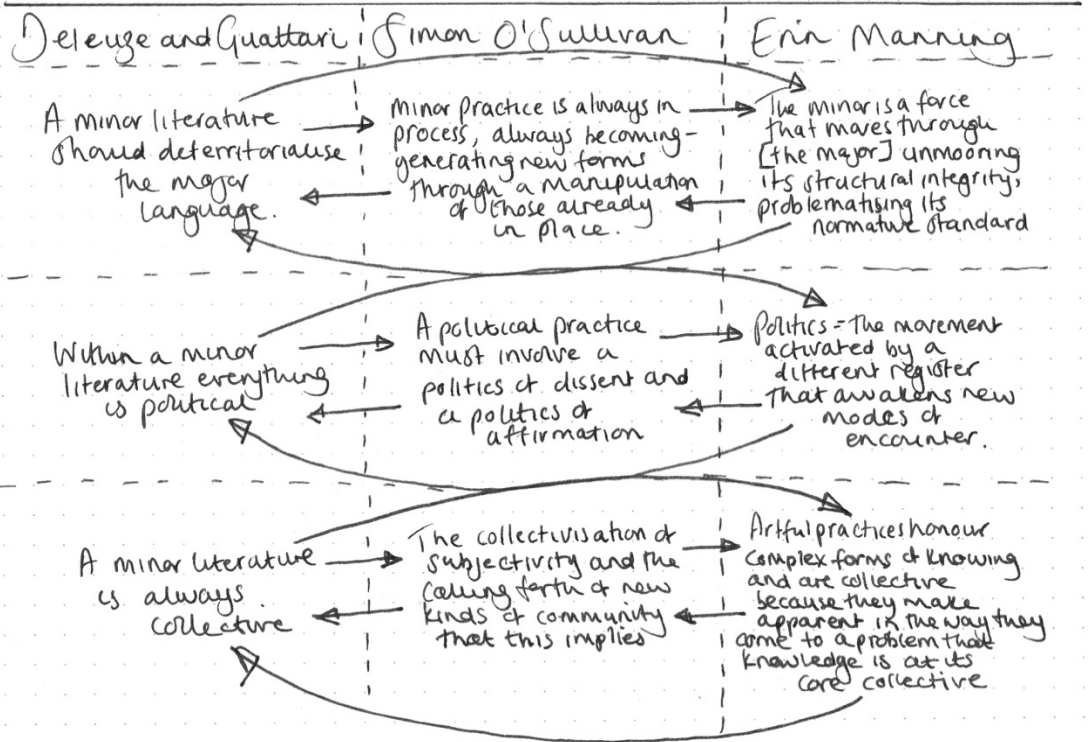 Deleuze and Guattari
Simon O'Sullivan
Erin Manning
A minor literature
should deterritorialise
the major
language.
Minor practice is always in
process, always becoming-
generating new forms
through a manipulation
of those already
in place.
The minor is a force
that moves through
[the major] unmooring
its structural integrity,
problematising its
normative standard
Within a minor
literature everything
is political
A political practice
must involve a
politics of dissent and
a politics of
affirmation
Politics = The movement
activated by a
different register
that awakens new
modes of
encounter.
A minor literature
is always
collective
The collectivisation of
subjectivity and the
calling forth of new
kinds of community
that this implies
Artful practices honour
complex forms of knowing
and are collective
because they make
apparent in the way they
come to a problem that
knowledge is at its
core collective